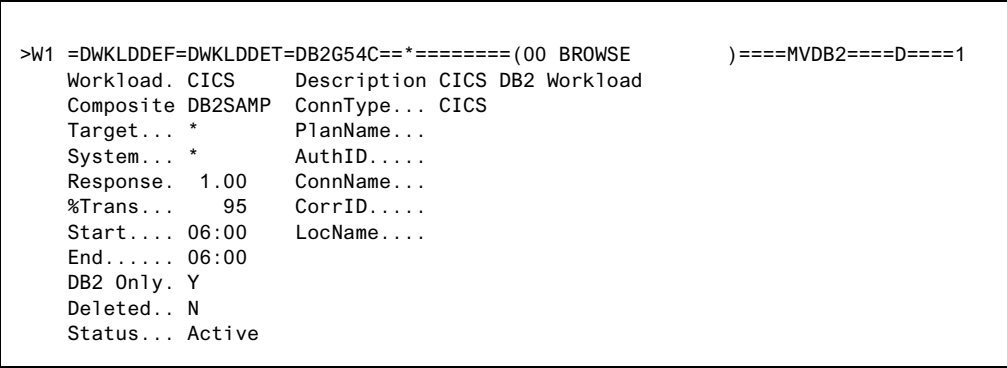 >W1 =DWKLDDEF=DWKLDDET=DB2G54C==*========(00 BROWSE        )====MVDB2====D====1
Workload. CICS     Description CICS DB2 Workload
Composite DB2SAMP  ConnType... CICS
Target... *        PlanName...
System... *        AuthID.....
Response.  1.00    ConnName...
%Trans...    95    CorrID.....
Start.... 06:00    LocName....
End...... 06:00
DB2 Only. Y
Deleted.. N
Status... Active